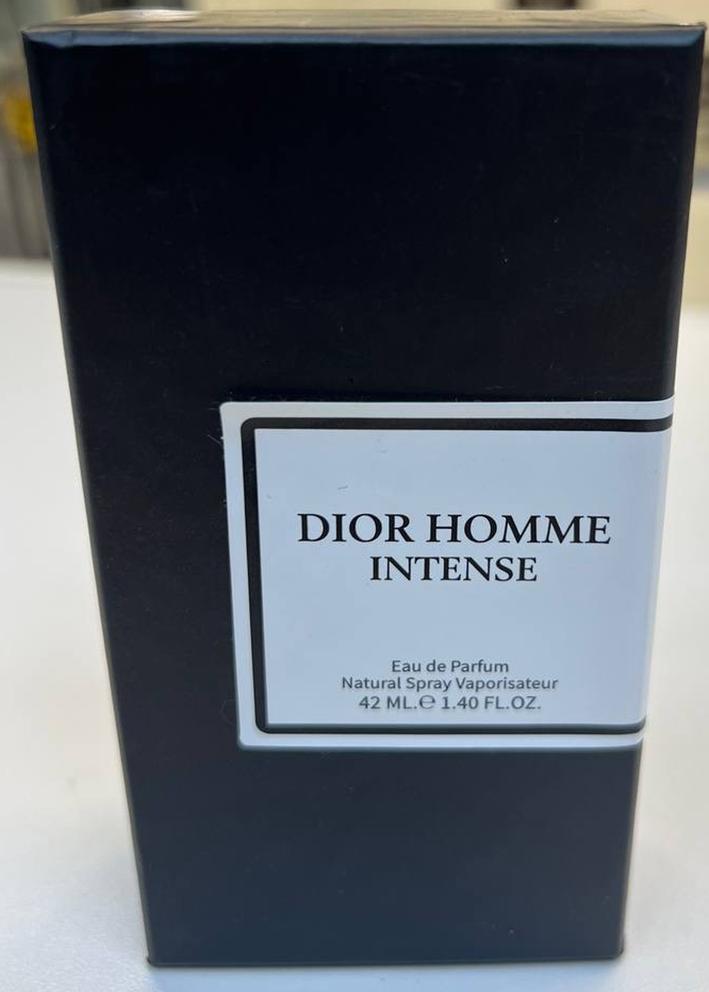 DIOR HOMME
INTENSE
Eau de Parfum
Natural Spray Vaporisateur
42 ML.℮ 1.40 FL.OZ.